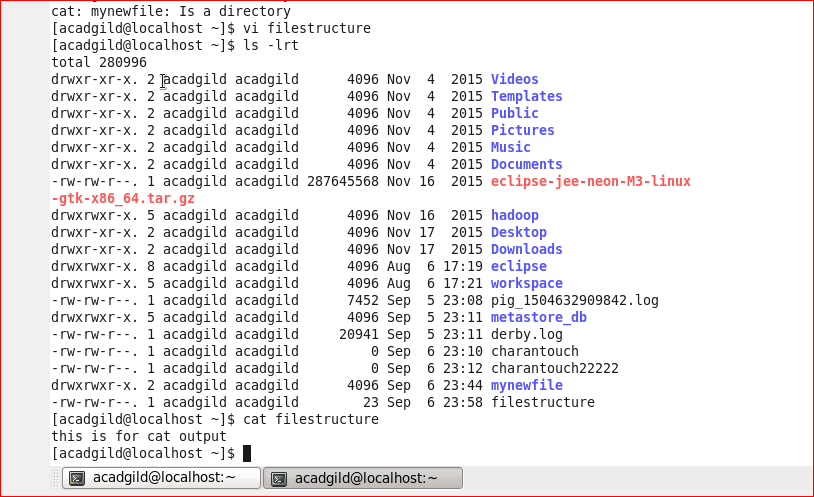 cat: mynewfile: Is a directory
[acadgild@localhost ~]$ vi filestructure
[acadgild@localhost ~]$ ls -lrt
total 280996
drwxr-xr-x. 2 acadgild acadgild      4096 Nov  4  2015 Videos
drwxr-xr-x. 2 acadgild acadgild      4096 Nov  4  2015 Templates
drwxr-xr-x. 2 acadgild acadgild      4096 Nov  4  2015 Public
drwxr-xr-x. 2 acadgild acadgild      4096 Nov  4  2015 Pictures
drwxr-xr-x. 2 acadgild acadgild      4096 Nov  4  2015 Music
drwxr-xr-x. 2 acadgild acadgild      4096 Nov  4  2015 Documents
-rw-rw-r--. 1 acadgild acadgild 287645568 Nov 16  2015 eclipse-jee-neon-M3-linux
-gtk-x86_64.tar.gz
drwxrwxr-x. 5 acadgild acadgild      4096 Nov 16  2015 hadoop
drwxr-xr-x. 2 acadgild acadgild      4096 Nov 17  2015 Desktop
drwxr-xr-x. 2 acadgild acadgild      4096 Nov 17  2015 Downloads
drwxrwxr-x. 8 acadgild acadgild      4096 Aug  6 17:19 eclipse
drwxrwxr-x. 5 acadgild acadgild      4096 Aug  6 17:21 workspace
-rw-rw-r--. 1 acadgild acadgild      7452 Sep  5 23:08 pig_1504632909842.log
drwxrwxr-x. 5 acadgild acadgild      4096 Sep  5 23:11 metastore_db
-rw-rw-r--. 1 acadgild acadgild     20941 Sep  5 23:11 derby.log
-rw-rw-r--. 1 acadgild acadgild         0 Sep  6 23:10 charantouch
-rw-rw-r--. 1 acadgild acadgild         0 Sep  6 23:12 charantouch22222
drwxrwxr-x. 2 acadgild acadgild      4096 Sep  6 23:44 mynewfile
-rw-rw-r--. 1 acadgild acadgild        23 Sep  6 23:58 filestructure
[acadgild@localhost ~]$ cat filestructure
this is for cat output
[acadgild@localhost ~]$
acadgild@localhost:~ acadgild@localhost:~